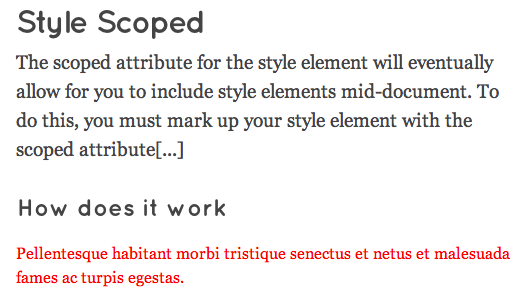 Style Scoped
The scoped attribute for the style element will eventually
allow for you to include style elements mid-document. To
do this, you must mark up your style element with the
scoped attribute[...]
How does it work
Pellentesque habitant morbi tristique senectus et netus et malesuada
fames ac turpis egestas.